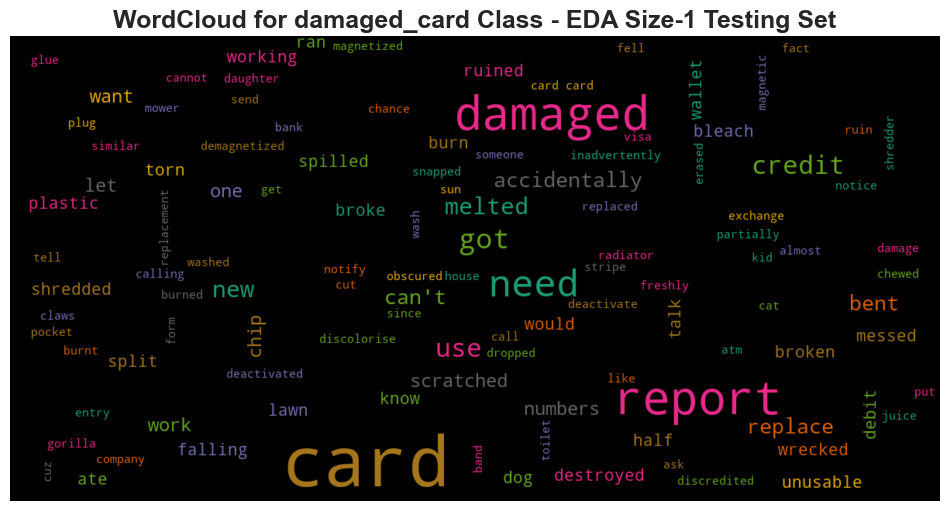 WordCloud for damaged_card Class - EDA Size-1 Testing Set
ran magnetized fell fact
glue working
cannot daughter ruined card card wallet magnetic
want mower send chance
plug bank damaged visa bleach ruin shredder
similar demagnetized burn someone inadvertently erased
torn spilled snapped credit notice
let one get sun accidentally
plastic replacement broke wash melted replaced exchange
partially
tell calling washed got radiator kid almost damage
shredded burned new notify obscured house stripe freshly chewed
cut can't need deactivate cat bent
claws form chip since would talk
pocket discolorise call messed
burnt split use dropped atm broken
deactivated scratched like put
entry lawn know numbers report debit juice
work replace
gorilla falling toilet half wrecked
company card band ask
cuz ate dog destroyed discredited unusable